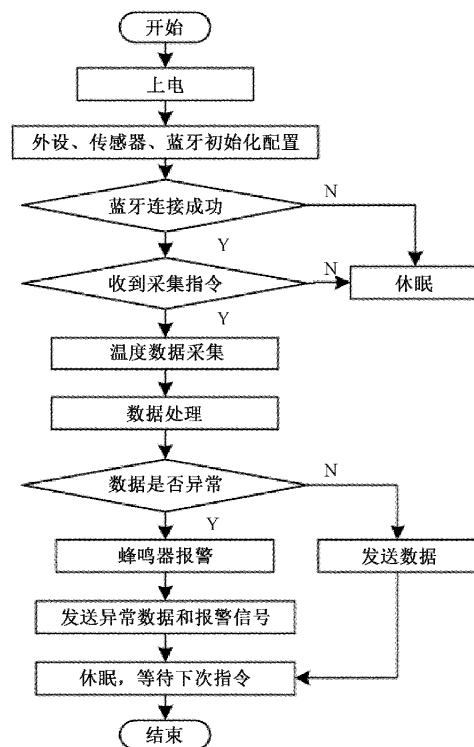 开始
上电
外设、传感器、蓝牙初始化配置
蓝牙连接成功
N
Y
收到采集指令
N
休眠
Y
温度数据采集
数据处理
数据是否异常
N
Y
蜂鸣器报警
发送数据
发送异常数据和报警信号
休眠，等待下次指令
结束